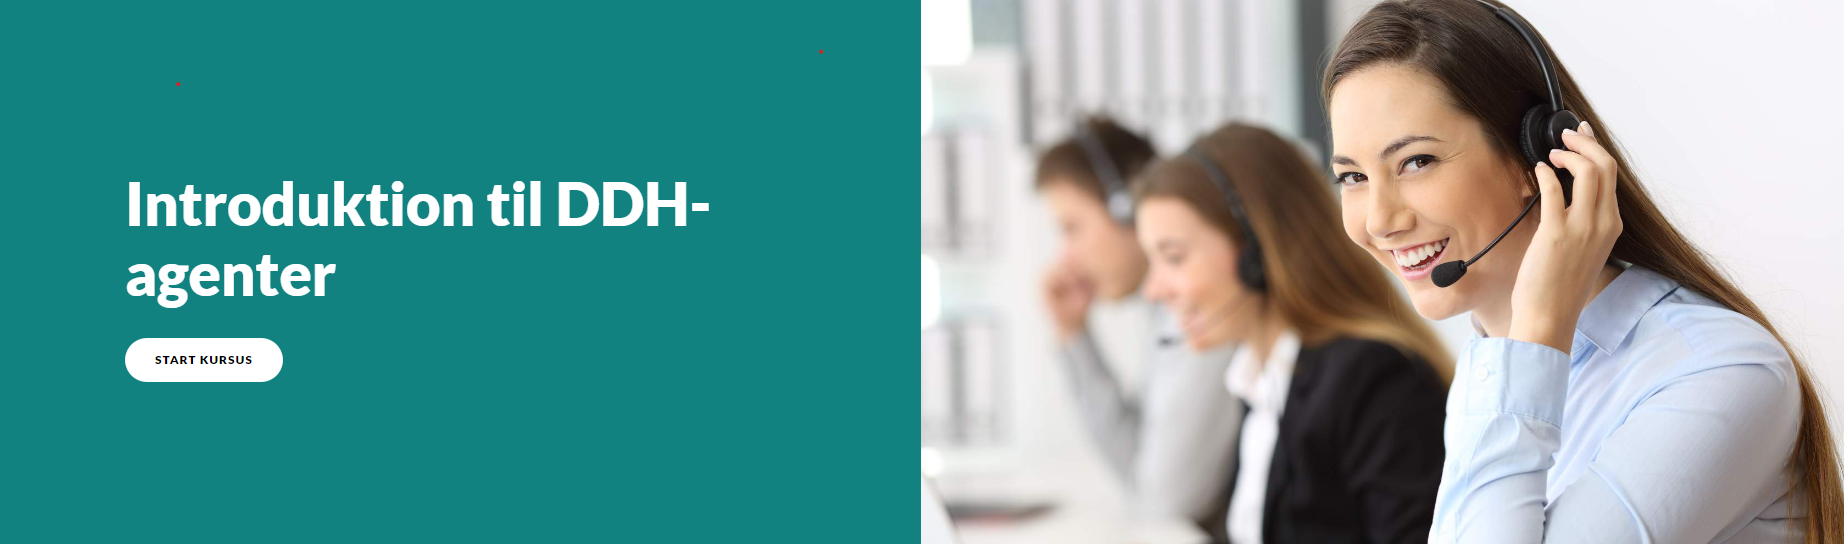 Introduktion til DDH-
agenter
START KURSUS